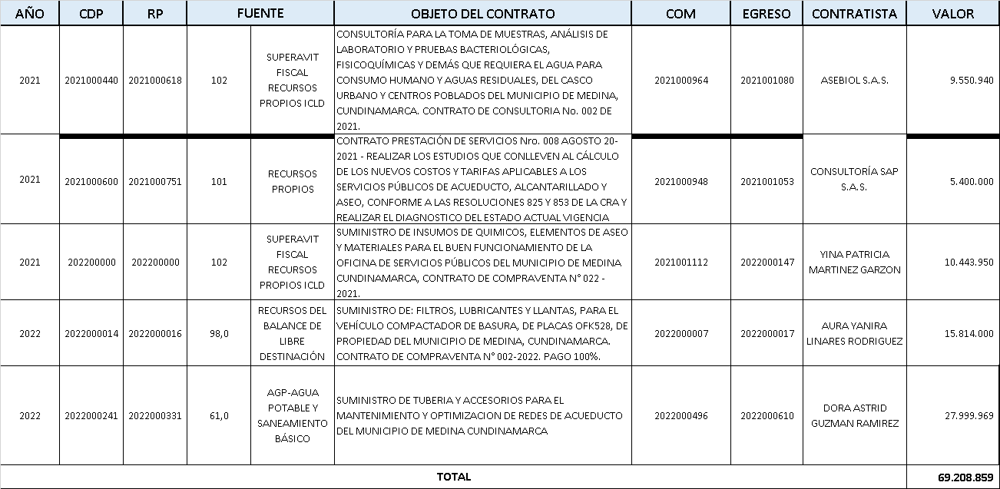 AÑO CDP RP FUENTE OBJETO DEL CONTRATO COM EGRESO CONTRATISTA VALOR
2021 2021000440 2021000618 102
SUPERAVIT
FISCAL
RECURSOS
PROPIOS ICLD
CONSULTORÍA PARA LA TOMA DE MUESTRAS, ANÁLISIS DE
LABORATORIO Y PRUEBAS BACTERIOLÓGICAS,
FISICOQUÍMICAS Y DEMÁS QUE REQUIERA EL AGUA PARA
CONSUMO HUMANO Y AGUAS RESIDUALES, DEL CASCO
URBANO Y CENTROS POBLADOS DEL MUNICIPIO DE MEDINA,
CUNDINAMARCA. CONTRATO DE CONSULTORIA No. 002 DE
2021.
2021000964 2021001080 ASEBIOL S.A.S. 9.550.940
2021 2021000600 2021000751 101
RECURSOS
PROPIOS
CONTRATO PRESTACIÓN DE SERVICIOS Nro. 008 AGOSTO 20-
2021 - REALIZAR LOS ESTUDIOS QUE CONLLEVEN AL CÁLCULO
DE LOS NUEVOS COSTOS Y TARIFAS APLICABLES A LOS
SERVICIOS PÚBLICOS DE ACUEDUCTO, ALCANTARILLADO Y
ASEO, CONFORME A LAS RESOLUCIONES 825 Y 853 DE LA CRA Y
REALIZAR EL DIAGNOSTICO DEL ESTADO ACTUAL VIGENCIA
2021000948 2021001053
CONSULTORÍA SAP
S.A.S.
5.400.000
2021 202200000 202200000 102
SUPERAVIT
FISCAL
RECURSOS
PROPIOS ICLD
SUMINISTRO DE INSUMOS DE QUIMICOS, ELEMENTOS DE ASEO
Y MATERIALES PARA EL BUEN FUNCIONAMIENTO DE LA
OFICINA DE SERVICIOS PÚBLICOS DEL MUNICIPIO DE MEDINA
CUNDINAMARCA, CONTRATO DE COMPRAVENTA N° 022 -
2021.
2021001112 2022000147
YINA PATRICIA
MARTINEZ GARZON
10.443.950
2022 2022000014 2022000016 98,0
RECURSOS DEL
BALANCE DE
LIBRE
DESTINACIÓN
SUMINISTRO DE: FILTROS, LUBRICANTES Y LLANTAS, PARA EL
VEHÍCULO COMPACTADOR DE BASURA, DE PLACAS OFK528, DE
PROPIEDAD DEL MUNICIPIO DE MEDINA, CUNDINAMARCA.
CONTRATO DE COMPRAVENTA N° 002-2022. PAGO 100%.
2022000007 2022000017
AURA YANIRA
LINARES RODRIGUEZ
15.814.000
2022 2022000241 2022000331 61,0
AGP-AGUA
POTABLE Y
SANEAMIENTO
BÁSICO
SUMINISTRO DE TUBERIA Y ACCESORIOS PARA EL
MANTENIMIENTO Y OPTIMIZACION DE REDES DE ACUEDUCTO
DEL MUNICIPIO DE MEDINA CUNDINAMARCA
2022000496 2022000610
DORA ASTRID
GUZMAN RAMIREZ
27.999.969
TOTAL 69.208.859